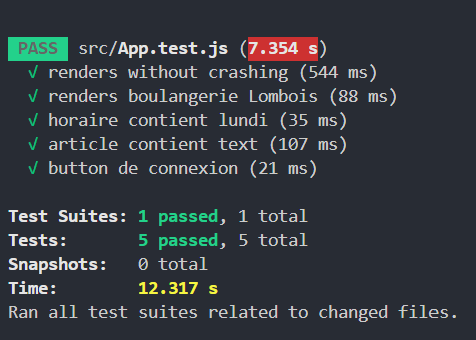 PASS src/App.test.js (7.354 s)
√ renders without crashing (544 ms)
√ renders boulangerie Lombois (88 ms)
√ horaire contient lundi (35 ms)
√ article contient text (107 ms)
√ button de connexion (21 ms)
Test Suites: 1 passed, 1 total
Tests: 5 passed, 5 total
Snapshots: 0 total
Time: 12.317 s
Ran all test suites related to changed files.